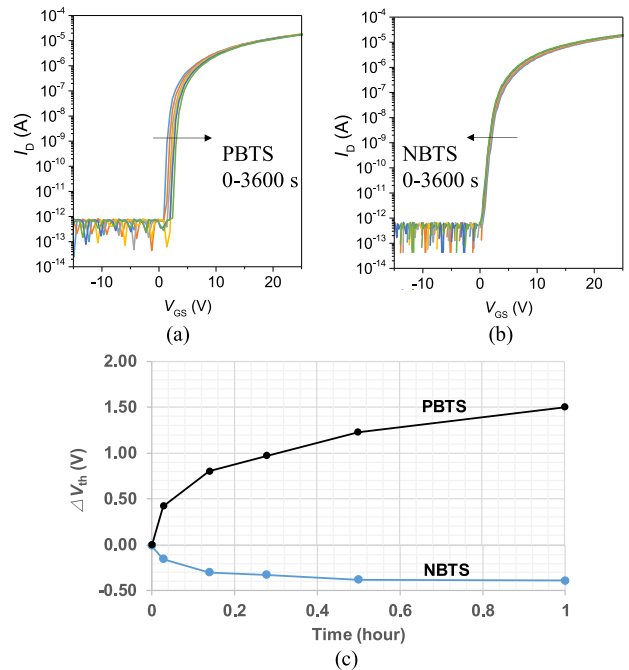 10⁻⁴
10⁻⁵
10⁻⁶
10⁻⁷
10⁻⁸
10⁻⁹
10⁻¹⁰
10⁻¹¹
10⁻¹²
10⁻¹³
10⁻¹⁴
I_D (A)
PBTS
0-3600 s
-10 0 10 20
V_GS (V)
(a)
10⁻⁴
10⁻⁵
10⁻⁶
10⁻⁷
10⁻⁸
10⁻⁹
10⁻¹⁰
10⁻¹¹
10⁻¹²
10⁻¹³
10⁻¹⁴
I_D (A)
NBTS
0-3600 s
-10 0 10 20
V_GS (V)
(b)
2.00
1.50
1.00
0.50
0.00
-0.50
△V_th (V)
PBTS
NBTS
0 0.2 0.4 0.6 0.8 1
Time (hour)
(c)